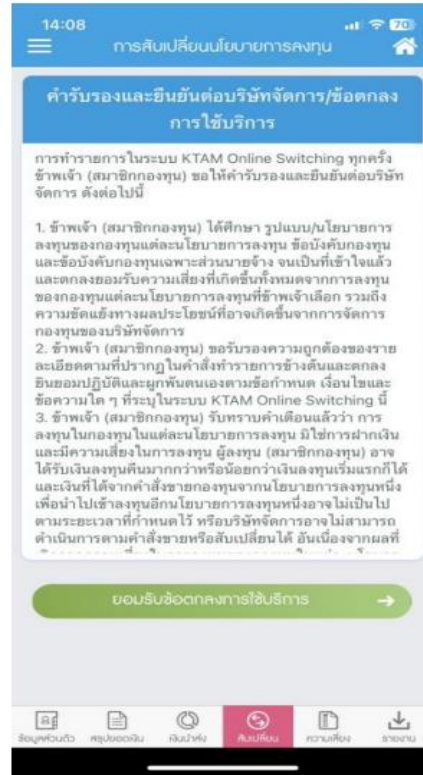 14:08
70
การสับเปลี่ยนนโยบายการลงทุน
คำรับรองและยืนยันต่อบริษัทจัดการ/ข้อตกลง
การใช้บริการ
การทำรายการในระบบ KTAM Online Switching ทุกครั้ง
ข้าพเจ้า (สมาชิกกองทุน) ขอให้คำรับรองและยืนยันต่อบริษัท
จัดการ ดังต่อไปนี้
1. ข้าพเจ้า (สมาชิกกองทุน) ได้ศึกษา รูปแบบ/นโยบายการ
ลงทุนของกองทุนแต่ละนโยบายการลงทุน ข้อบังคับกองทุน
และข้อบังคับกองทุนเฉพาะส่วนนายจ้าง จนเป็นที่เข้าใจแล้ว
และตกลงยอมรับความเสี่ยงที่เกิดขึ้นทั้งหมดจากการลงทุน
ของกองทุนแต่ละนโยบายการลงทุนที่ข้าพเจ้าเลือก รวมถึง
ความขัดแย้งทางผลประโยชน์ที่อาจเกิดขึ้นจากการจัดการ
กองทุนของบริษัทจัดการ
2. ข้าพเจ้า (สมาชิกกองทุน) ขอรับรองความถูกต้องของราย
ละเอียดตามที่ปรากฏในคำสั่งทำรายการข้างต้นและตกลง
ยินยอมปฏิบัติและผูกพันตนเองตามข้อกำหนด เงื่อนไขและ
ข้อความใด ๆ ที่ระบุในระบบ KTAM Online Switching นี้
3. ข้าพเจ้า (สมาชิกกองทุน) รับทราบคำเตือนแล้วว่า การ
ลงทุนในกองทุนในแต่ละนโยบายการลงทุน มิใช่การฝากเงิน
และมีความเสี่ยงในการลงทุน ผู้ลงทุน (สมาชิกกองทุน) อาจ
ได้รับเงินลงทุนคืนมากกว่าหรือน้อยกว่าเงินลงทุนเริ่มแรกก็ได้
และเงินที่ได้จากคำสั่งขายกองทุนจากนโยบายการลงทุนหนึ่ง
เพื่อนำไปเข้าลงทุนอีกนโยบายการลงทุนหนึ่งอาจไม่เป็นไป
ตามระยะเวลาที่กำหนดไว้ หรือบริษัทจัดการอาจไม่สามารถ
ดำเนินการตามคำสั่งขายหรือสับเปลี่ยนได้ อันเนื่องจากผลที่
ยอมรับข้อตกลงการใช้บริการ
ข้อมูลส่วนตัว สรุปยอดเงิน เงินนำส่ง สับเปลี่ยน ความเสี่ยง รายงาน